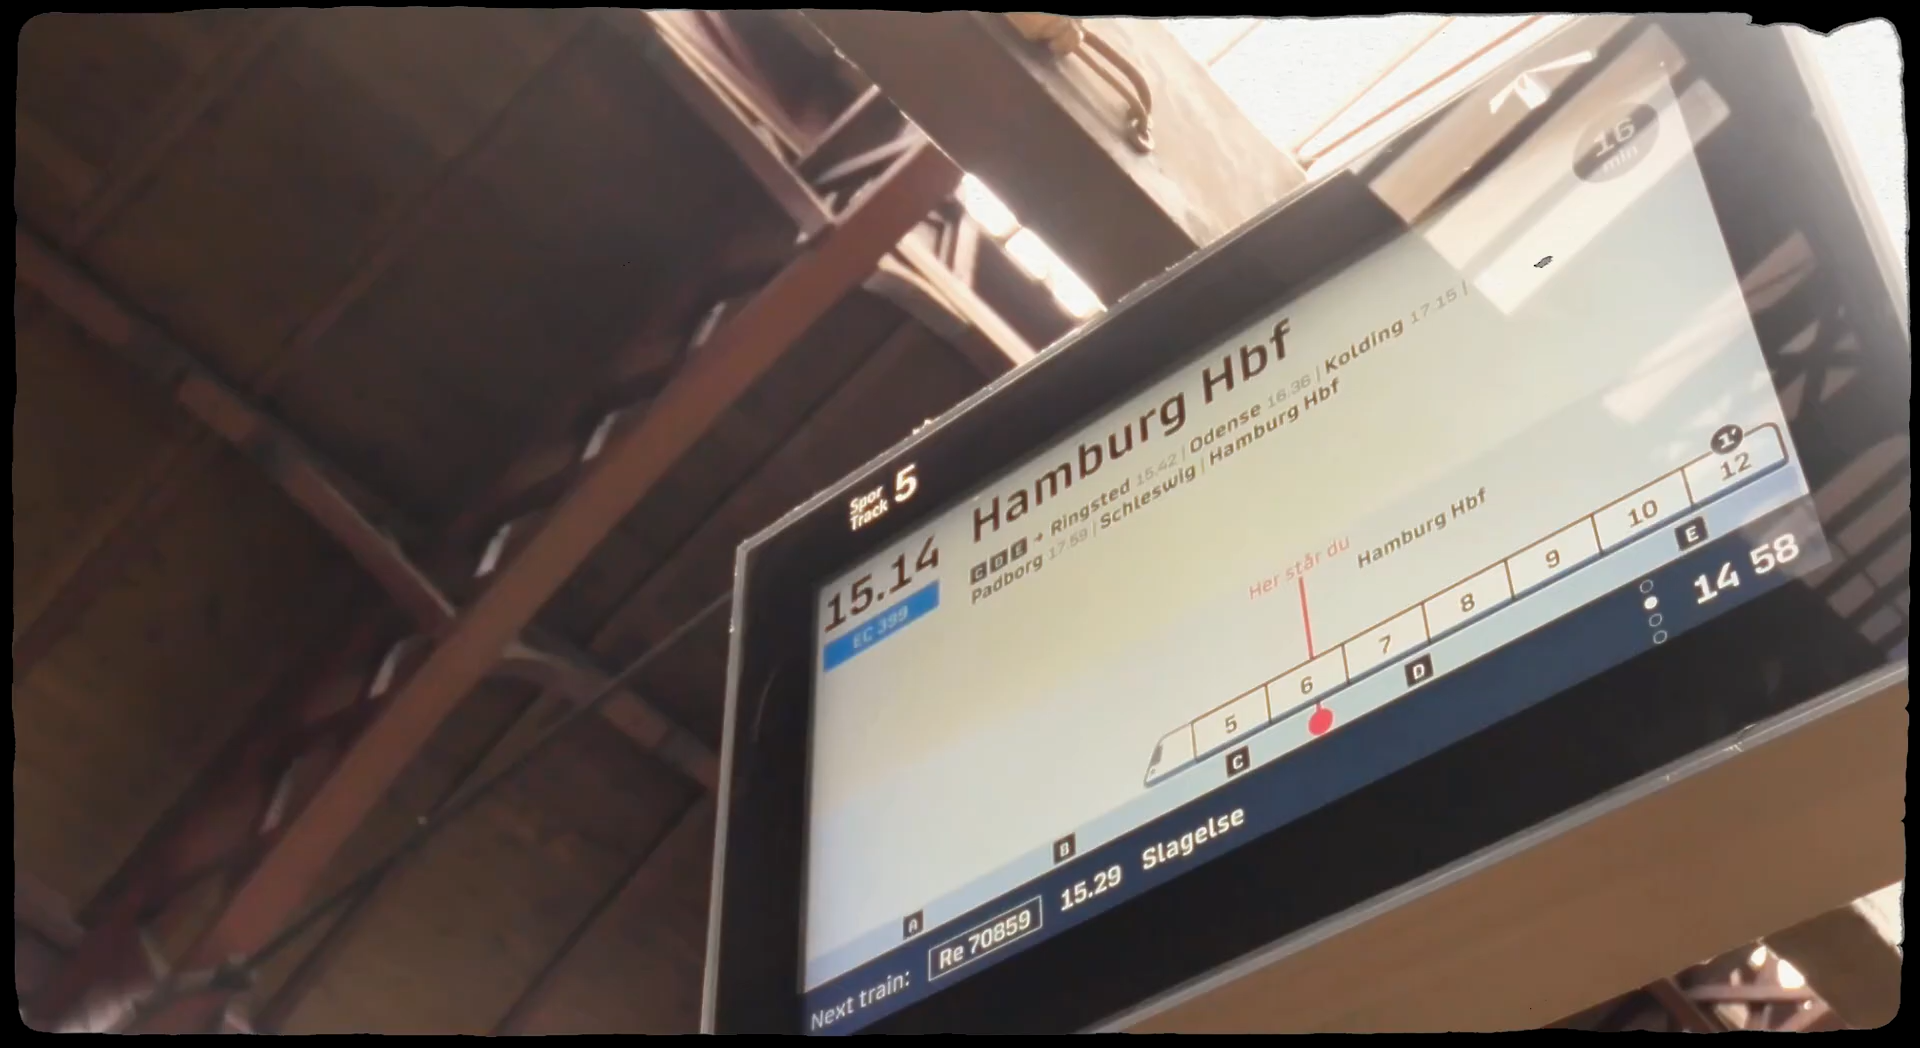 Spor
Track 5
16
min
15.14 Hamburg Hbf
EC 399
C D E → Ringsted 15.42 | Odense 16.36 | Kolding 17.15 |
Padborg 17.59 | Schleswig | Hamburg Hbf
Her står du
Hamburg Hbf
1'
5 6 7 8 9 10 12
A B C D E
14 58
Next train: Re 70859 15.29 Slagelse